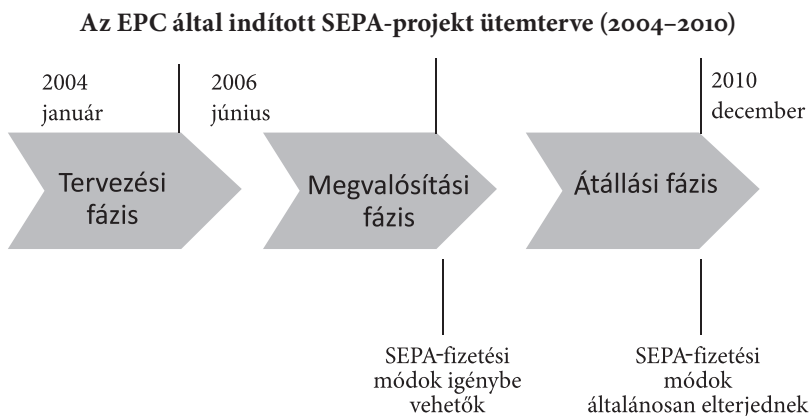 Az EPC által indított SEPA-projekt ütemterve (2004–2010)
2004
január
2006
június
2010
december
Tervezési
fázis
Megvalósítási
fázis
Átállási fázis
SEPA-fizetési
módok igénybe
vehetők
SEPA-fizetési
módok
általánosan elterjednek